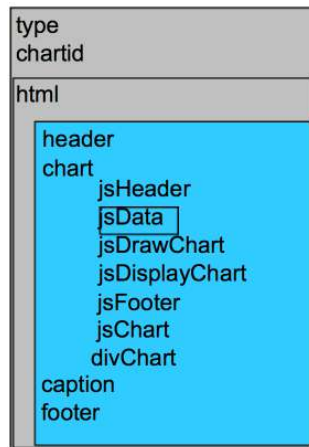 type
chartid
html
header
chart
jsHeader
jsData
jsDrawChart
jsDisplayChart
jsFooter
jsChart
divChart
caption
footer